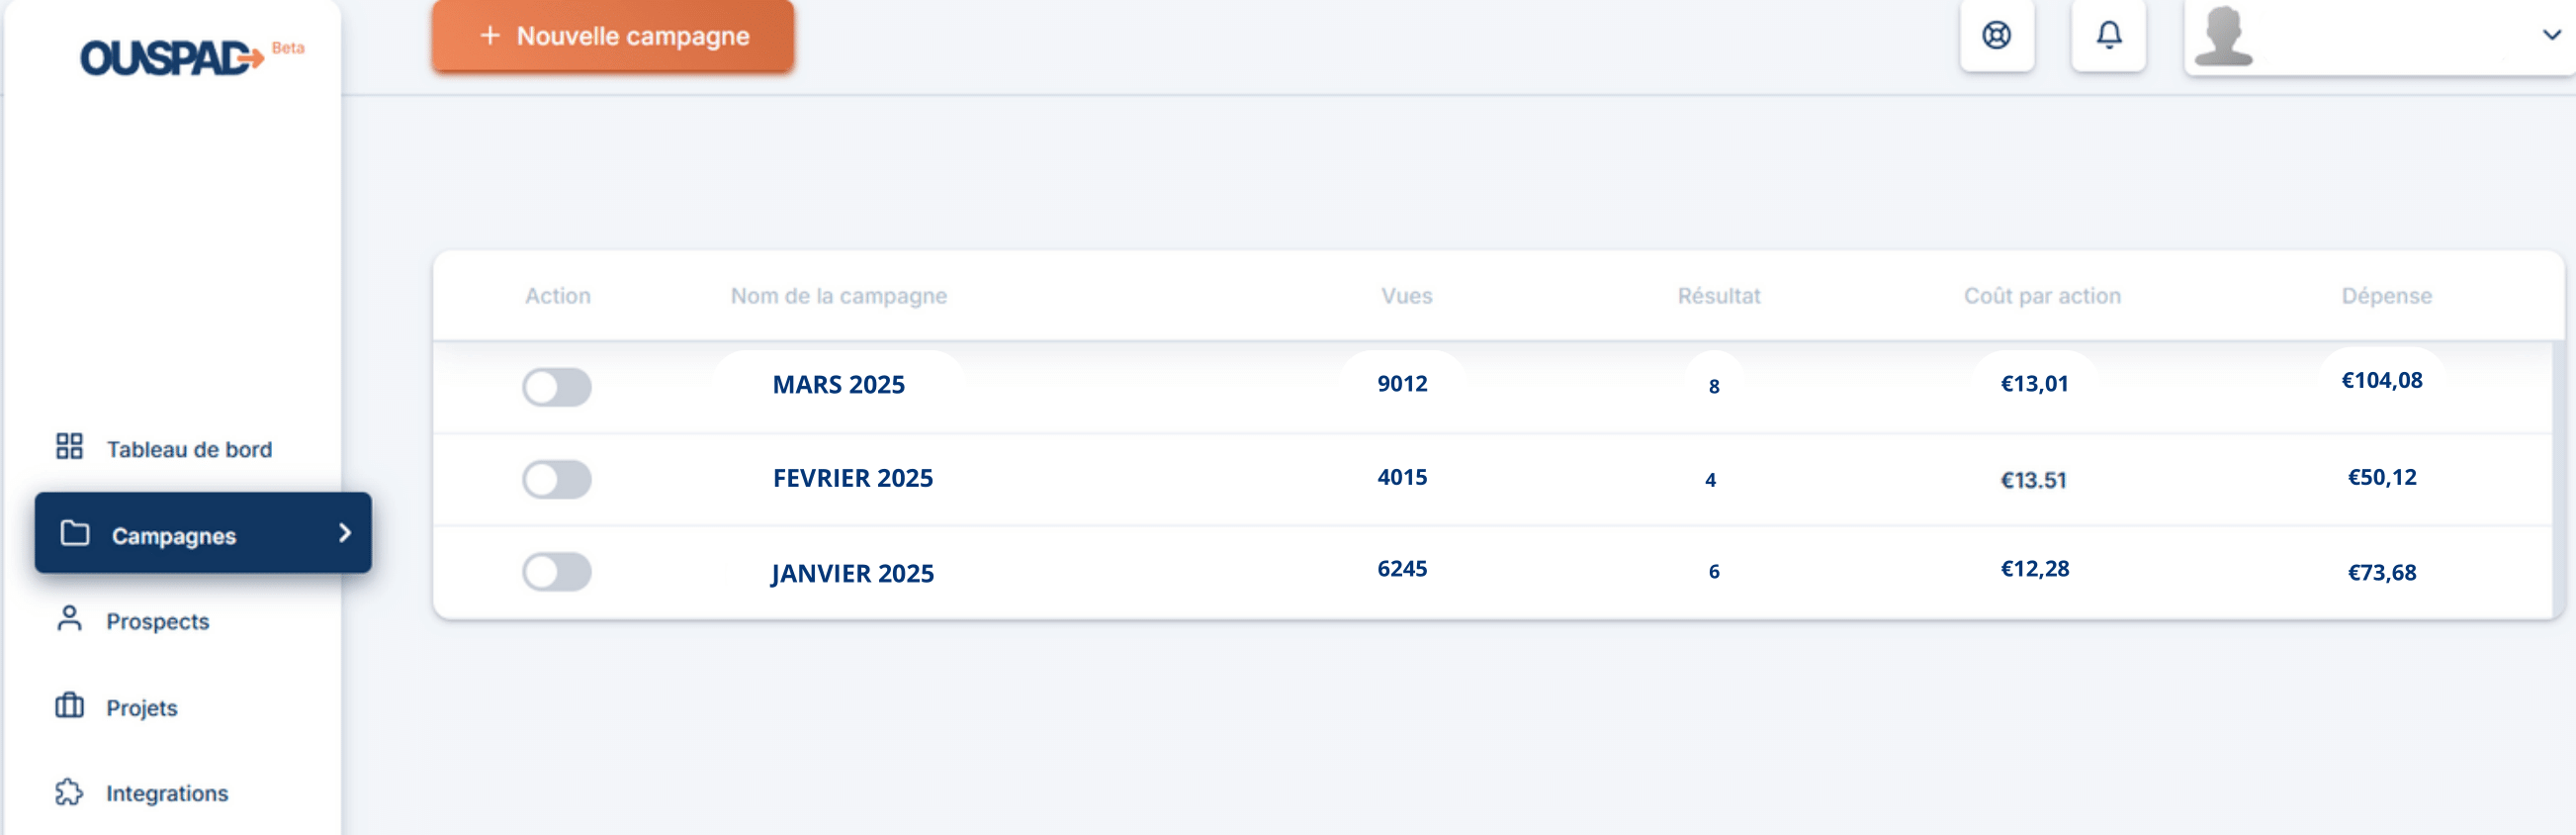 OUSPAD Beta
+ Nouvelle campagne
Action Nom de la campagne Vues Résultat Coût par action Dépense
MARS 2025 9012 8 €13,01 €104,08
FEVRIER 2025 4015 4 €13.51 €50,12
JANVIER 2025 6245 6 €12,28 €73,68
Tableau de bord
Campagnes
Prospects
Projets
Integrations